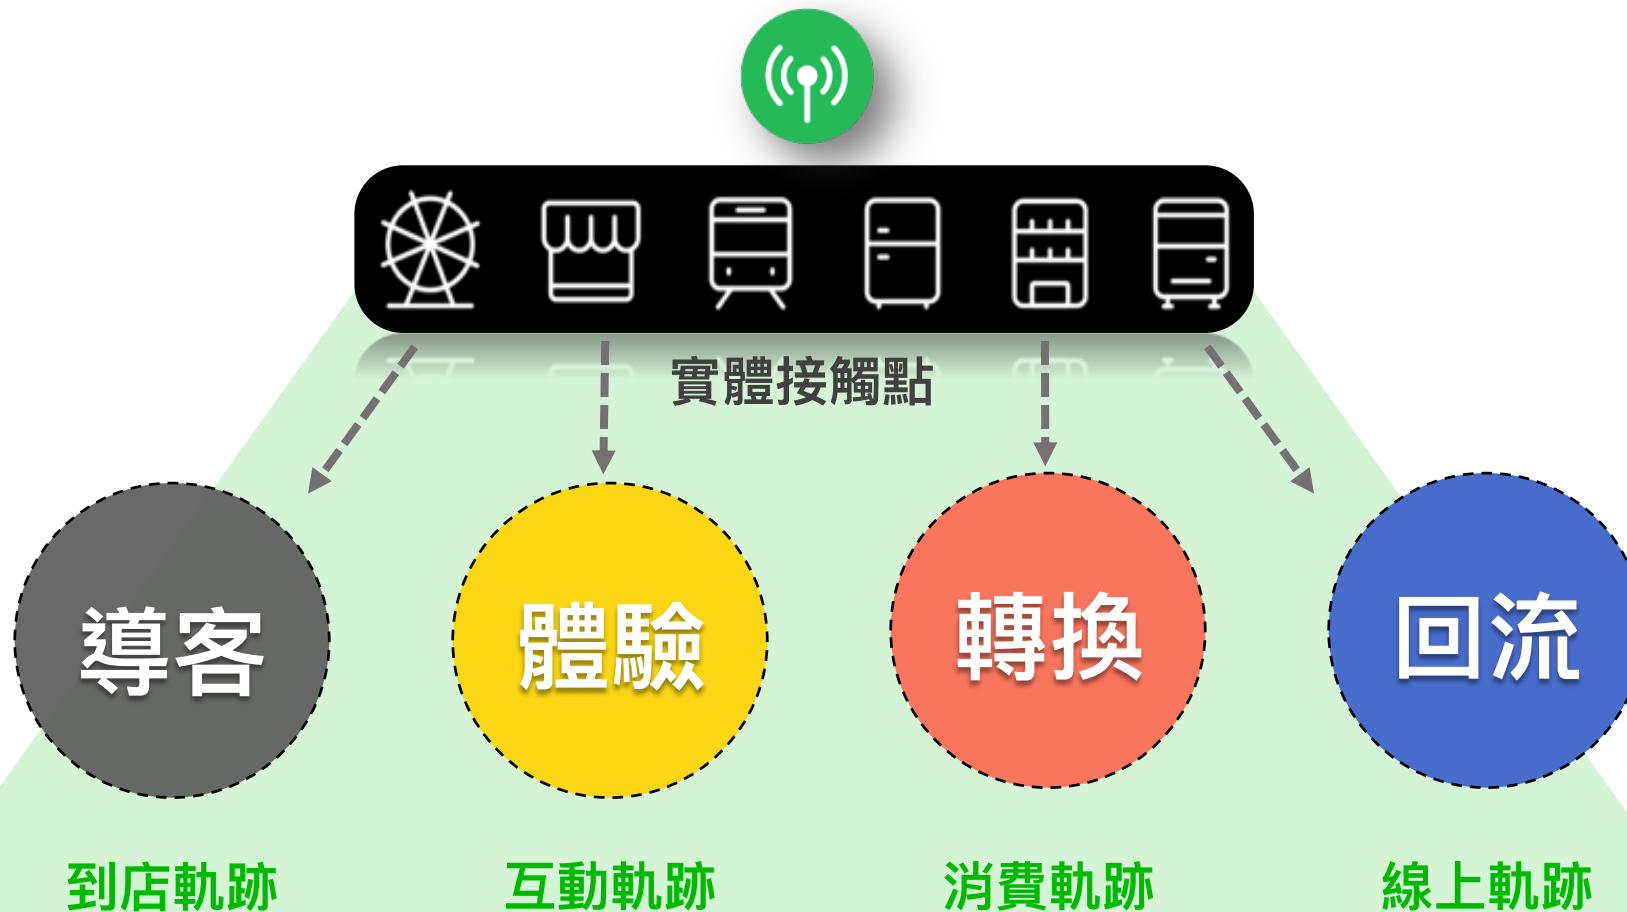 實體接觸點
導客
體驗
轉換
回流
到店軌跡
互動軌跡
消費軌跡
線上軌跡